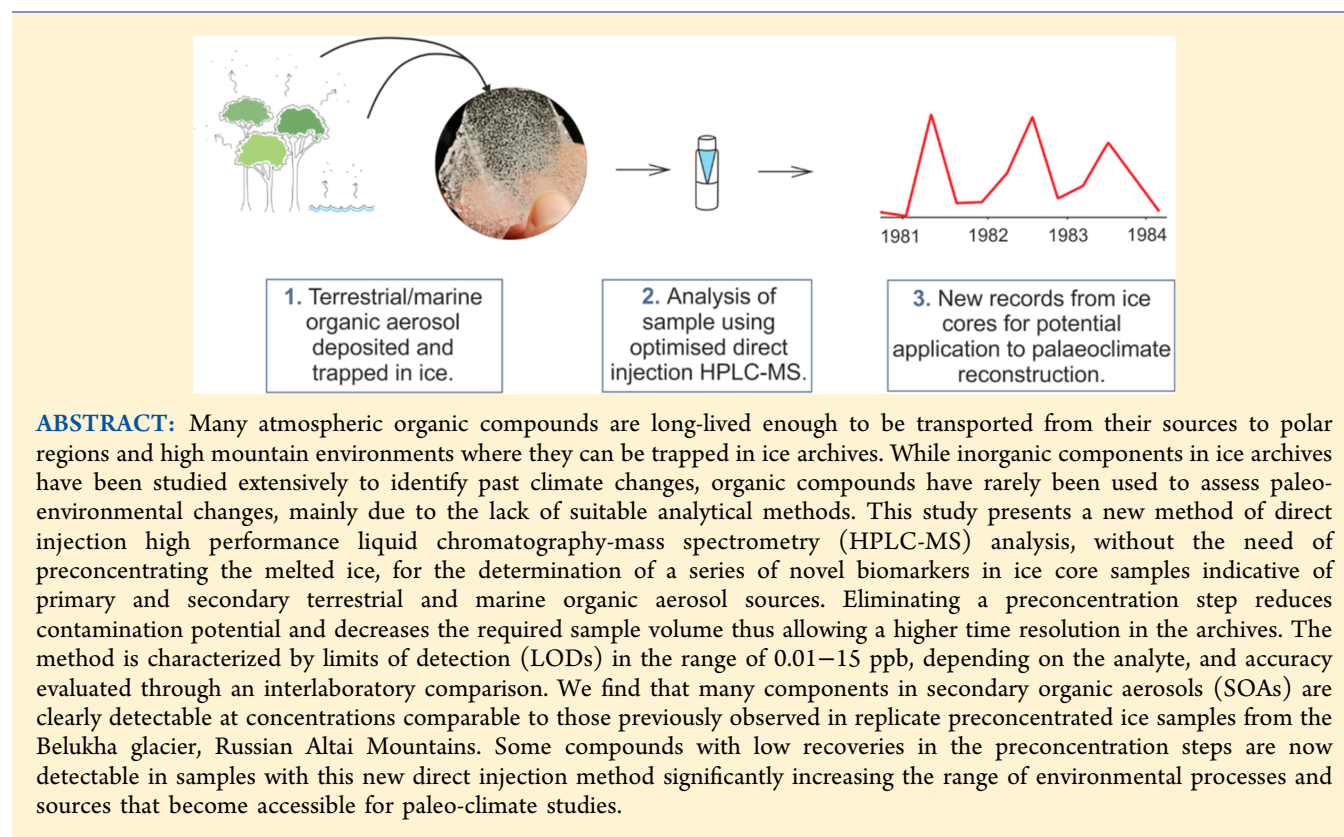 1981
1982
1983
1984
1. Terrestrial/marine
organic aerosol
deposited and
trapped in ice.
2. Analysis of
sample using
optimised direct
injection HPLC-MS.
3. New records from ice
cores for potential
application to palaeoclimate
reconstruction.
ABSTRACT: Many atmospheric organic compounds are long-lived enough to be transported from their sources to polar
regions and high mountain environments where they can be trapped in ice archives. While inorganic components in ice archives
have been studied extensively to identify past climate changes, organic compounds have rarely been used to assess paleo-
environmental changes, mainly due to the lack of suitable analytical methods. This study presents a new method of direct
injection high performance liquid chromatography-mass spectrometry (HPLC-MS) analysis, without the need of
preconcentrating the melted ice, for the determination of a series of novel biomarkers in ice core samples indicative of
primary and secondary terrestrial and marine organic aerosol sources. Eliminating a preconcentration step reduces
contamination potential and decreases the required sample volume thus allowing a higher time resolution in the archives. The
method is characterized by limits of detection (LODs) in the range of 0.01−15 ppb, depending on the analyte, and accuracy
evaluated through an interlaboratory comparison. We find that many components in secondary organic aerosols (SOAs) are
clearly detectable at concentrations comparable to those previously observed in replicate preconcentrated ice samples from the
Belukha glacier, Russian Altai Mountains. Some compounds with low recoveries in the preconcentration steps are now
detectable in samples with this new direct injection method significantly increasing the range of environmental processes and
sources that become accessible for paleo-climate studies.